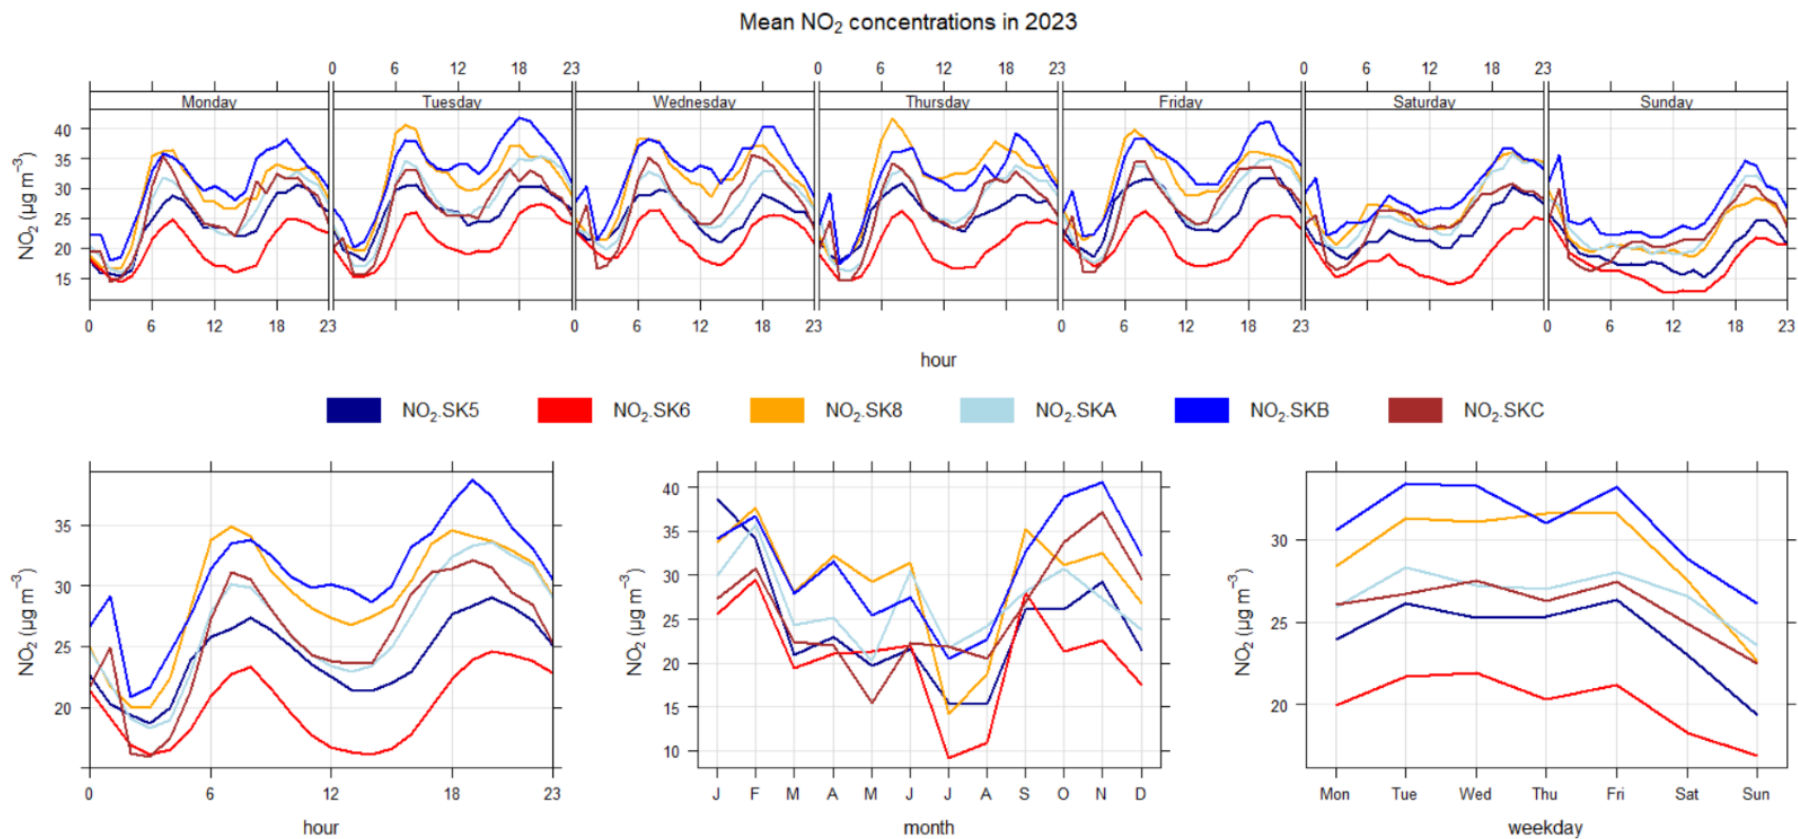 Mean NO₂ concentrations in 2023
0 6 12 18 23 0 6 12 18 23 0 6 12 18 23
Monday Tuesday Wednesday Thursday Friday Saturday Sunday
NO₂ (µg m⁻³)
40
35
30
25
20
15
0 6 12 18 23 0 6 12 18 23 0 6 12 18 23 0 6 12 18 23
hour
NO₂.SK5 NO₂.SK6 NO₂.SK8 NO₂.SKA NO₂.SKB NO₂.SKC
NO₂ (µg m⁻³)
35
30
25
20
0 6 12 18 23
hour
NO₂ (µg m⁻³)
40
35
30
25
20
15
10
J F M A M J J A S O N D
month
NO₂ (µg m⁻³)
30
25
20
Mon Tue Wed Thu Fri Sat Sun
weekday